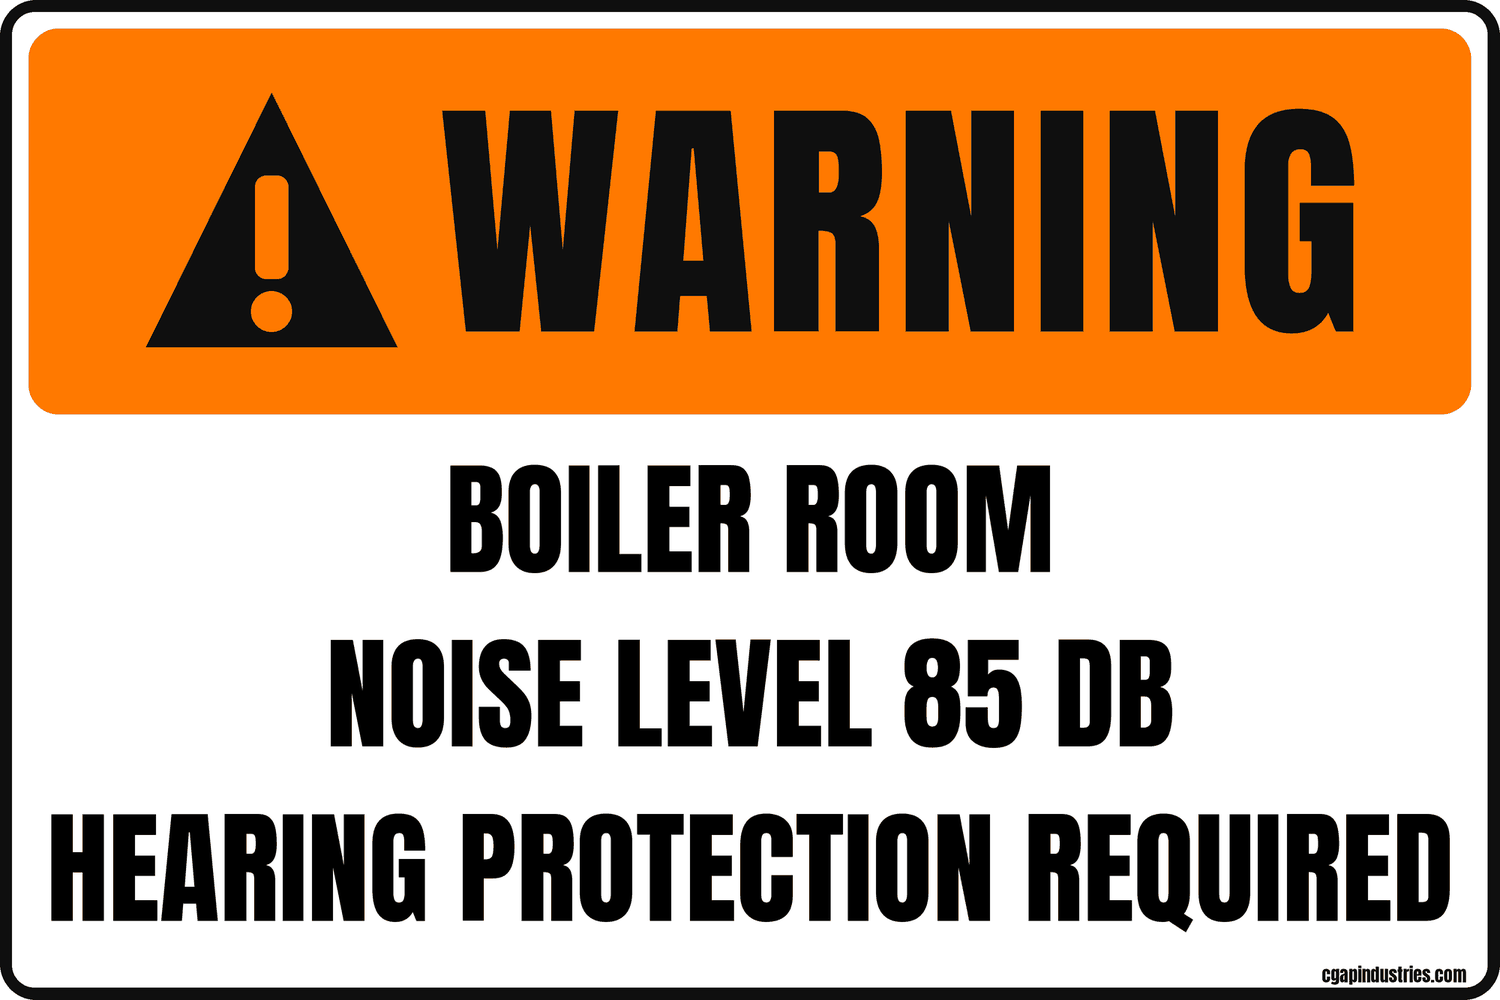 WARNING
BOILER ROOM
NOISE LEVEL 85 DB
HEARING PROTECTION REQUIRED
cgapindustries.com